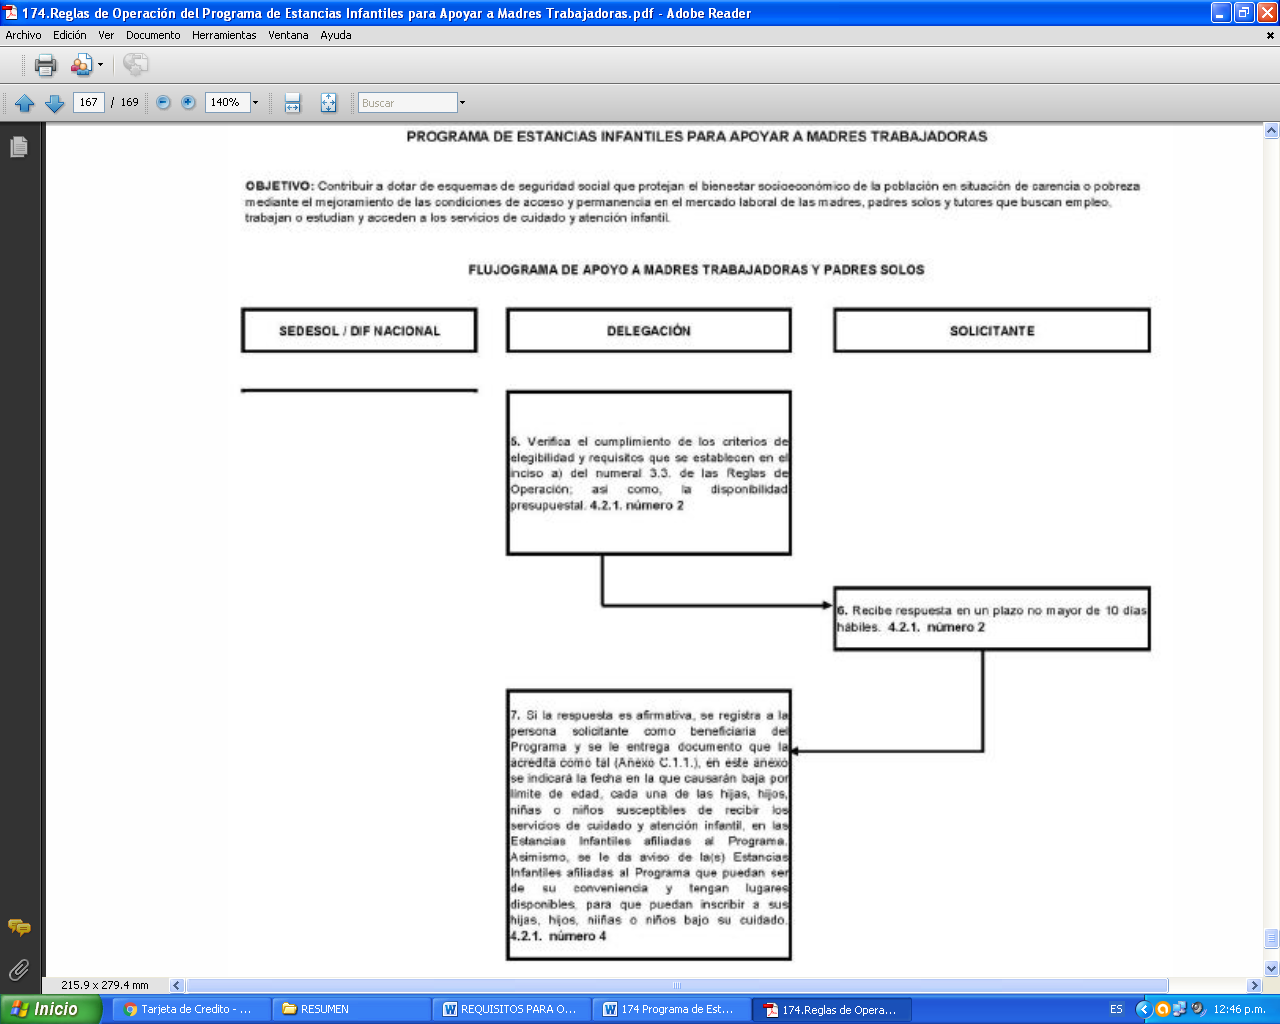 174.Reglas de Operación del Programa de Estancias Infantiles para Apoyar a Madres Trabajadoras.pdf - Adobe Reader
Archivo Edición Ver Documento Herramientas Ventana Ayuda
167 / 169 140% Buscar
PROGRAMA DE ESTANCIAS INFANTILES PARA APOYAR A MADRES TRABAJADORAS
OBJETIVO: Contribuir a dotar de esquemas de seguridad social que protejan el bienestar socioeconómico de la población en situación de carencia o pobreza
mediante el mejoramiento de las condiciones de acceso y permanencia en el mercado laboral de las madres, padres solos y tutores que buscan empleo,
trabajan o estudian y acceden a los servicios de cuidado y atención infantil.
FLUJOGRAMA DE APOYO A MADRES TRABAJADORAS Y PADRES SOLOS
SEDESOL / DIF NACIONAL
DELEGACIÓN
SOLICITANTE
5. Verifica el cumplimiento de los criterios de
elegibilidad y requisitos que se establecen en el
inciso a) del numeral 3.3. de las Reglas de
Operación; así como, la disponibilidad
presupuestal. 4.2.1. número 2
6. Recibe respuesta en un plazo no mayor de 10 días
hábiles. 4.2.1. número 2
7. Si la respuesta es afirmativa, se registra a la
persona solicitante como beneficiaria del
Programa y se le entrega documento que la
acredita como tal (Anexo C.1.1.), en este anexo
se indicará la fecha en la que causarán baja por
límite de edad, cada una de las hijas, hijos,
niñas o niños susceptibles de recibir los
servicios de cuidado y atención infantil, en las
Estancias Infantiles afiliadas al Programa.
Asimismo, se le da aviso de la(s) Estancias
Infantiles afiliadas al Programa que puedan ser
de su conveniencia y tengan lugares
disponibles, para que puedan inscribir a sus
hijas, hijos, niiñas o niños bajo su cuidado.
4.2.1. número 4
215.9 x 279.4 mm
Inicio
Tarjeta de Credito - ...
RESUMEN
REQUISITOS PARA O...
174 Programa de Est...
174.Reglas de Opera...
ES
12:46 p.m.